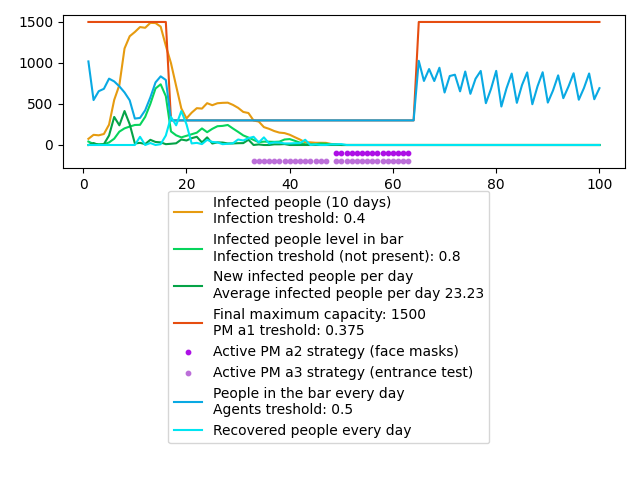 1500
1000
500
0
0 20 40 60 80 100
Infected people (10 days)
Infection treshold: 0.4
Infected people level in bar
Infection treshold (not present): 0.8
New infected people per day
Average infected people per day 23.23
Final maximum capacity: 1500
PM a1 treshold: 0.375
Active PM a2 strategy (face masks)
Active PM a3 strategy (entrance test)
People in the bar every day
Agents treshold: 0.5
Recovered people every day